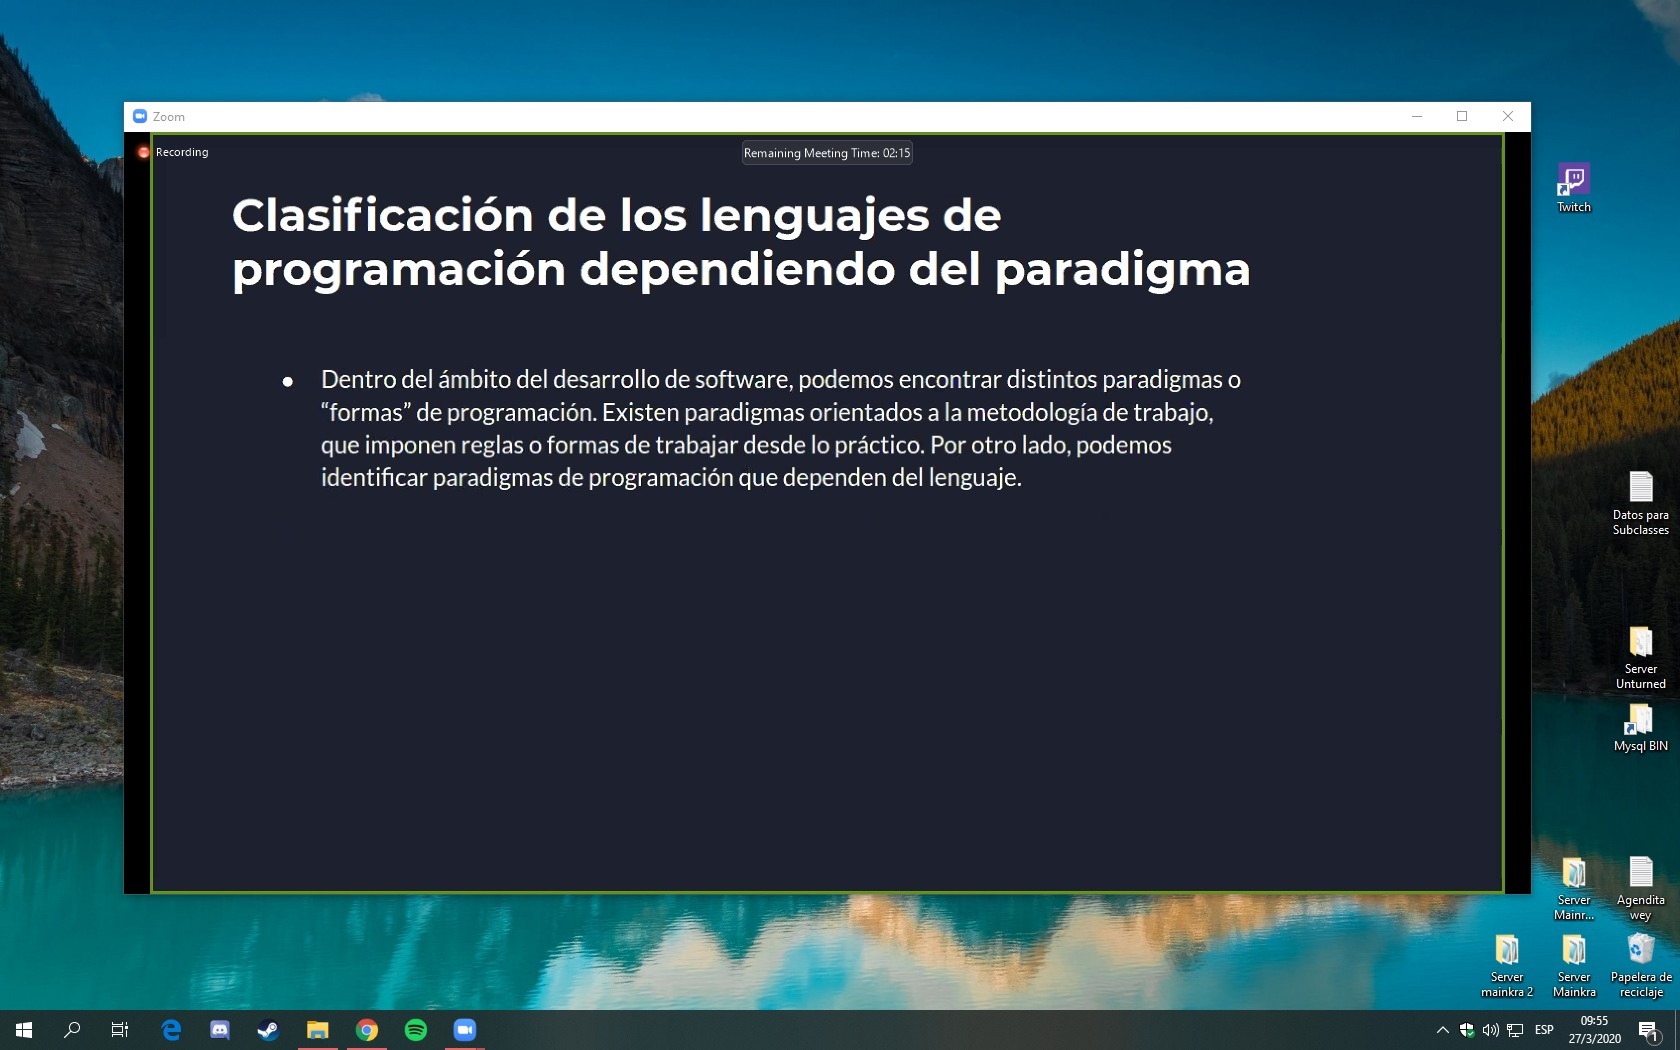 Zoom
Recording
Remaining Meeting Time: 02:15
Clasificación de los lenguajes de
programación dependiendo del paradigma
● Dentro del ámbito del desarrollo de software, podemos encontrar distintos paradigmas o
“formas” de programación. Existen paradigmas orientados a la metodología de trabajo,
que imponen reglas o formas de trabajar desde lo práctico. Por otro lado, podemos
identificar paradigmas de programación que dependen del lenguaje.
Twitch
Datos para
Subclasses
Server
Unturned
Mysql BIN
Server
Mainr...
Agendita
wey
Server
mainkra 2
Server
Mainkra
Papelera de
reciclaje
ESP
09:55
27/3/2020
1